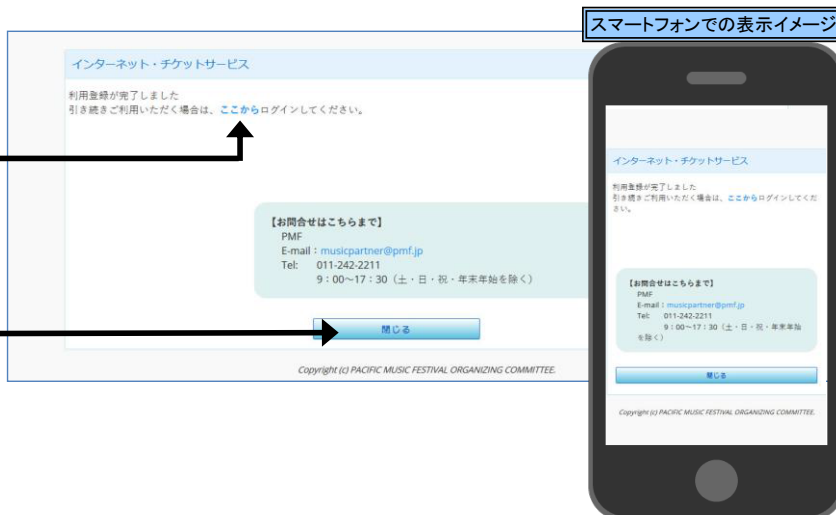 スマートフォンでの表示イメージ
インターネット・チケットサービス
利用登録が完了しました
引き続きご利用いただく場合は、ここからログインしてください。
【お問合せはこちらまで】
PMF
E-mail：musicpartner@pmf.jp
Tel: 011-242-2211
9：00～17：30（土・日・祝・年末年始を除く）
閉じる
Copyright (c) PACIFIC MUSIC FESTIVAL ORGANIZING COMMITTEE.
インターネット・チケットサービス
利用登録が完了しました
引き続きご利用いただく場合は、ここからログインしてくだ
さい。
【お問合せはこちらまで】
PMF
E-mail：musicpartner@pmf.jp
Tel: 011-242-2211
9：00～17：30（土・日・祝・年末年始
を除く）
閉じる
Copyright (c) PACIFIC MUSIC FESTIVAL ORGANIZING COMMITTEE.